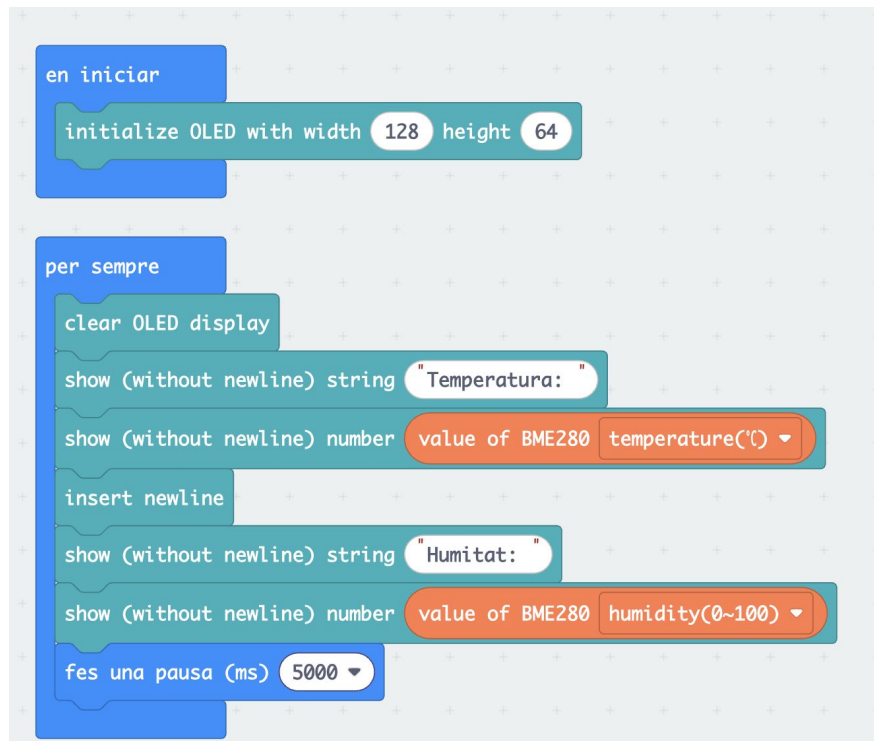 en iniciar
initialize OLED with width 128 height 64
per sempre
clear OLED display
show (without newline) string "Temperatura: "
show (without newline) number value of BME280 temperature(℃)
insert newline
show (without newline) string "Humitat: "
show (without newline) number value of BME280 humidity(0~100)
fes una pausa (ms) 5000